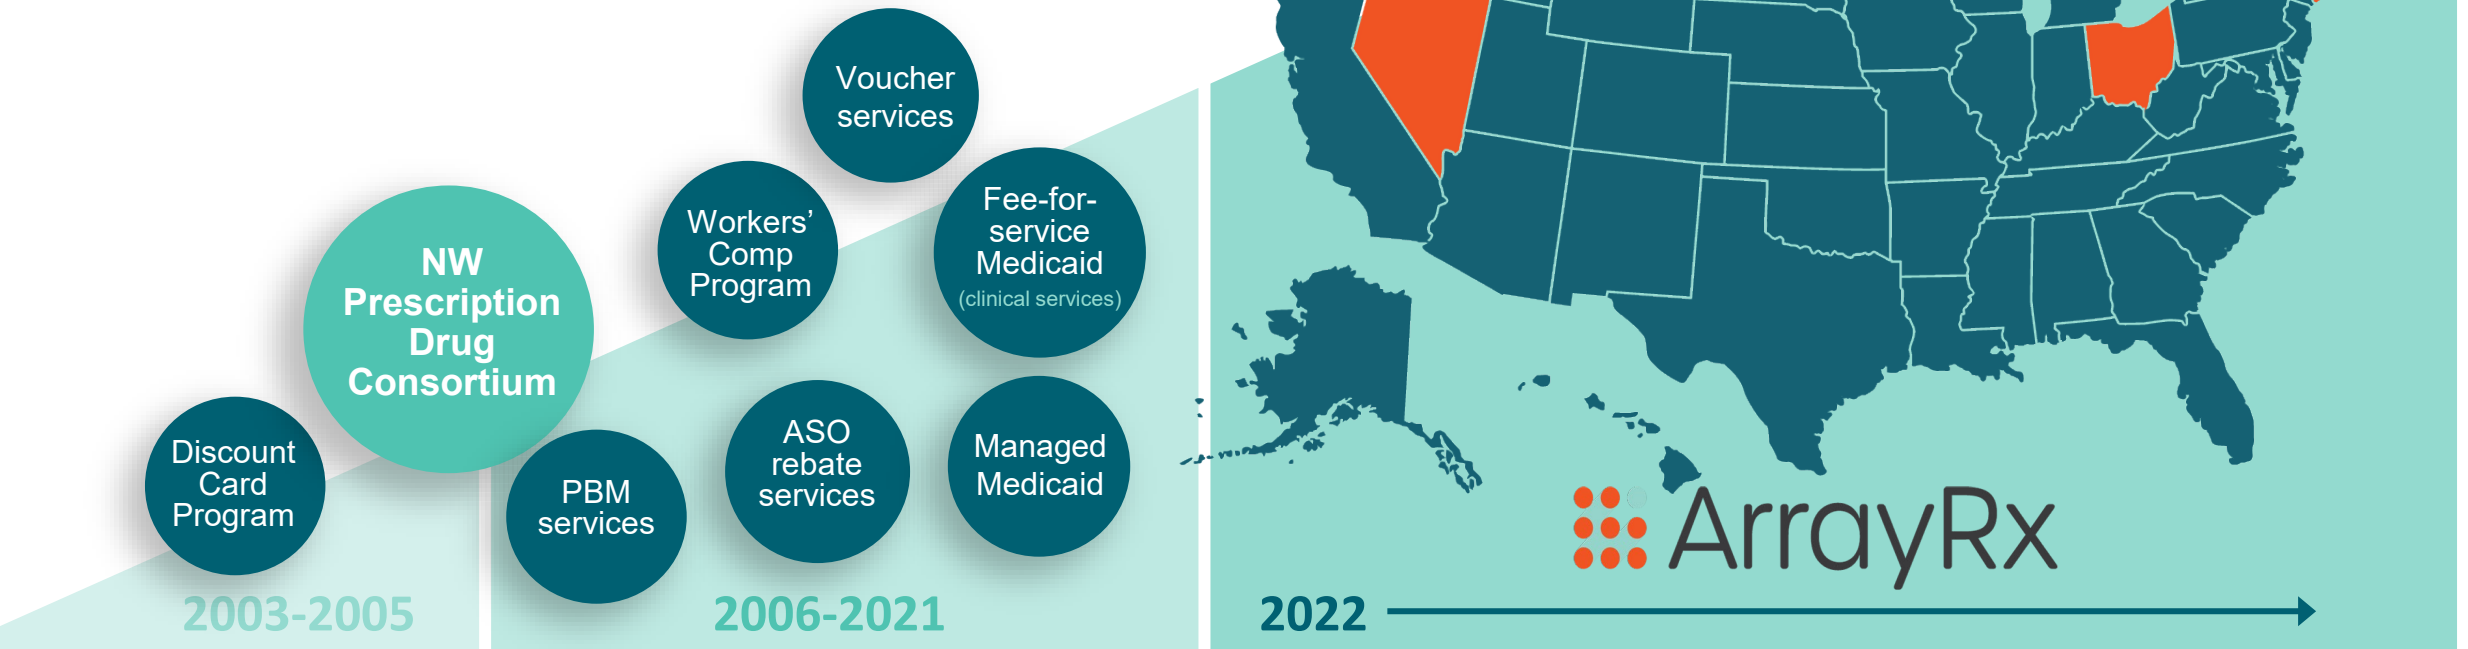 Voucher
services
Workers’
Comp
Program
Fee-for-
service
Medicaid
(clinical services)
NW
Prescription
Drug
Consortium
Discount
Card
Program
PBM
services
ASO
rebate
services
Managed
Medicaid
ArrayRx
2003-2005
2006-2021
2022